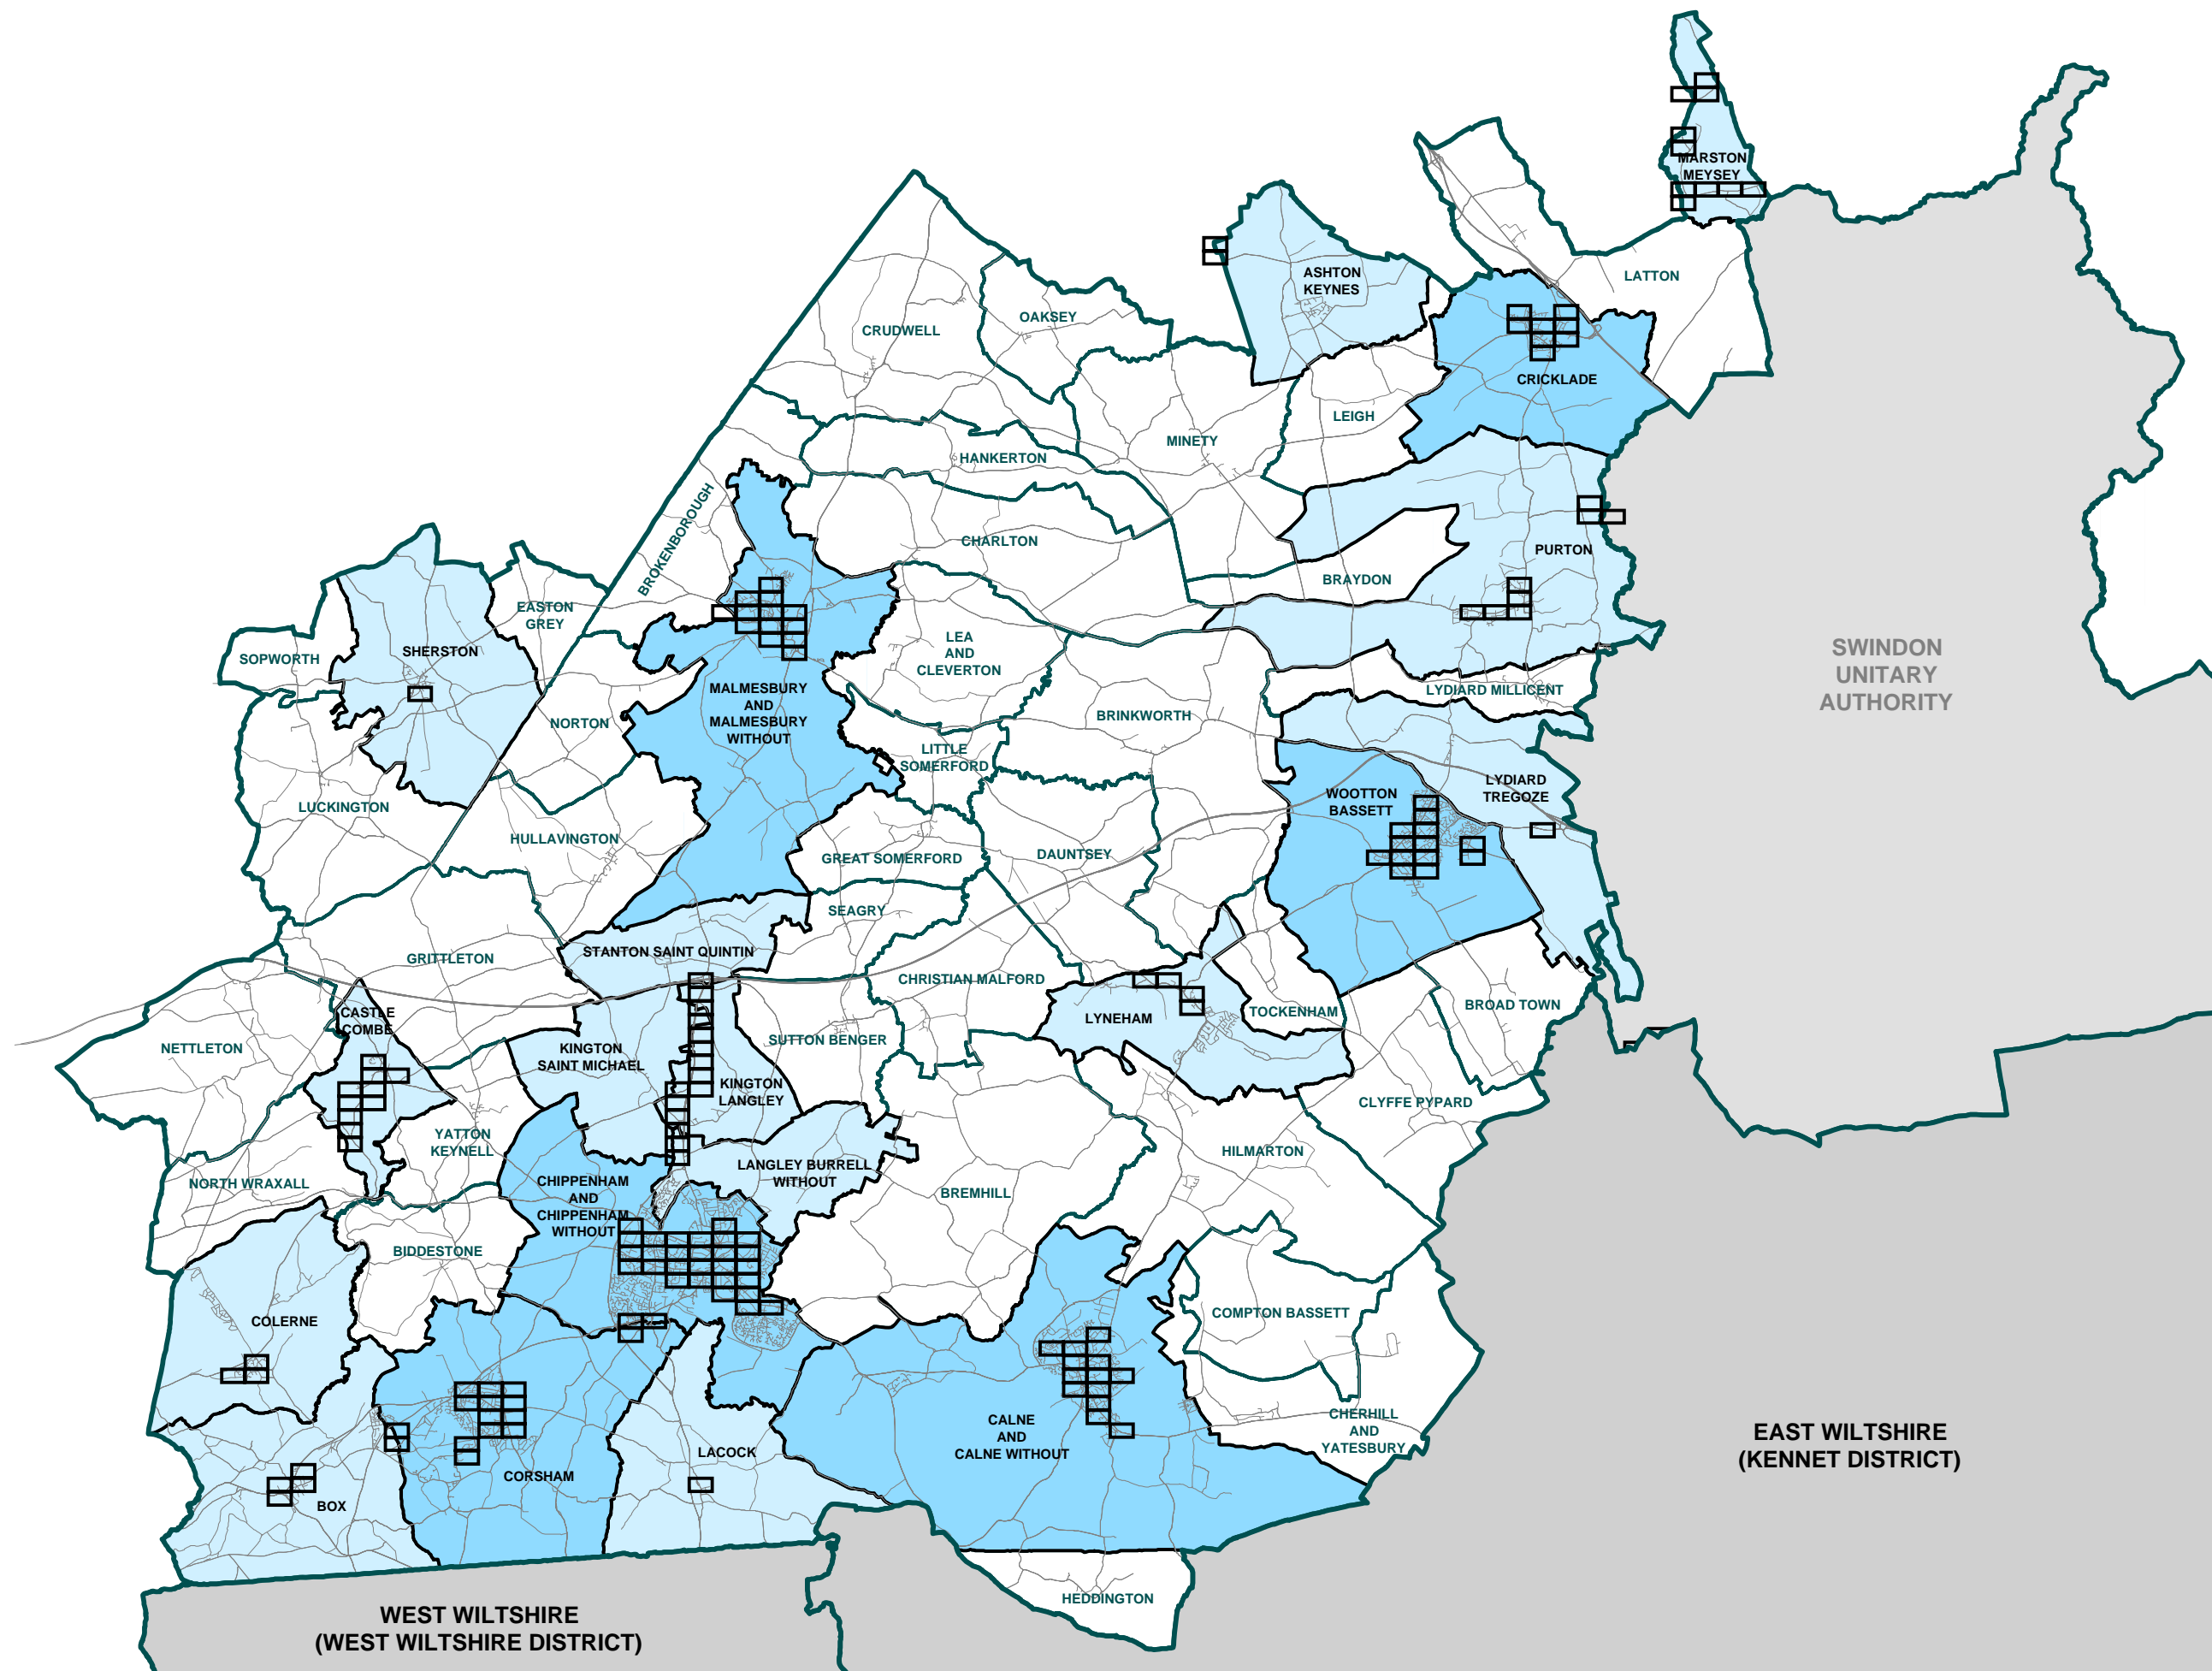 MARSTON
MEYSEY
LATTON
ASHTON
KEYNES
OAKSEY
CRUDWELL
CRICKLADE
LEIGH
MINETY
HANKERTON
BROKENBOROUGH
CHARLTON
PURTON
BRAYDON
EASTON
GREY
LEA
AND
CLEVERTON
SHERSTON
SOPWORTH
SWINDON
UNITARY
AUTHORITY
MALMESBURY
AND
MALMESBURY
WITHOUT
LYDIARD MILLICENT
NORTON
BRINKWORTH
LITTLE
SOMERFORD
LYDIARD
TREGOZE
WOOTTON
BASSETT
LUCKINGTON
HULLAVINGTON
GREAT SOMERFORD
DAUNTSEY
SEAGRY
STANTON SAINT QUINTIN
GRITTLETON
CHRISTIAN MALFORD
BROAD TOWN
CASTLE
COMBE
LYNEHAM
TOCKENHAM
NETTLETON
KINGTON
SAINT MICHAEL
SUTTON BENGER
KINGTON
LANGLEY
CLYFFE PYPARD
YATTON
KEYNELL
HILMARTON
LANGLEY BURRELL
WITHOUT
NORTH WRAXALL
CHIPPENHAM
AND
CHIPPENHAM
WITHOUT
BREMHILL
BIDDESTONE
COLERNE
COMPTON BASSETT
CALNE
AND
CALNE WITHOUT
CHERHILL
AND
YATESBURY
EAST WILTSHIRE
(KENNET DISTRICT)
LACOCK
CORSHAM
BOX
HEDDINGTON
WEST WILTSHIRE
(WEST WILTSHIRE DISTRICT)